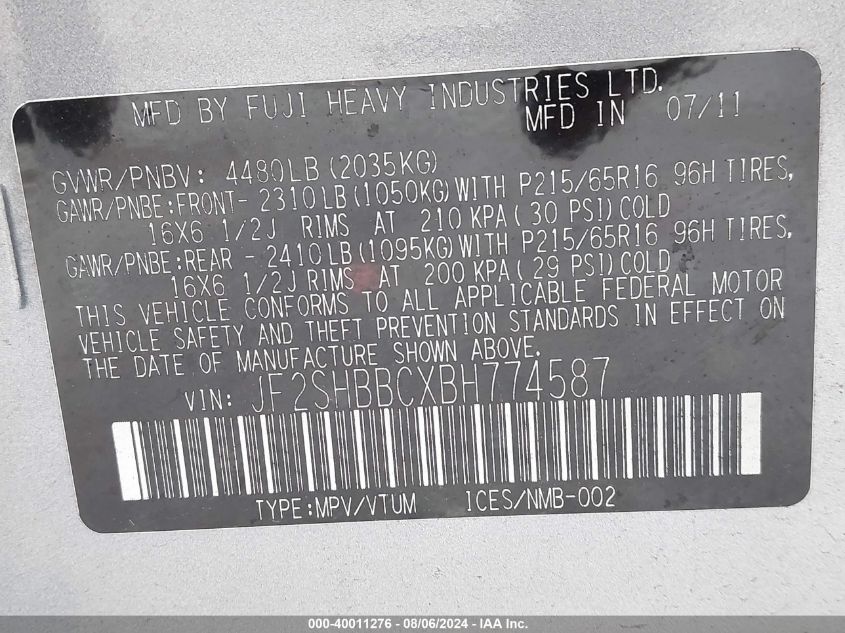 MFD BY FUJI HEAVY INDUSTRIES LTD.
MFD IN 07/11
GVWR/PNBV: 4480LB (2035KG)
GAWR/PNBE:FRONT- 2310LB (1050KG)WITH P215/65R16 96H TIRES,
16X6 1/2J RIMS AT 210 KPA (30 PSI)COLD
GAWR/PNBE:REAR - 2410LB (1095KG)WITH P215/65R16 96H TIRES,
16X6 1/2J RIMS AT 200 KPA (29 PSI)COLD
THIS VEHICLE CONFORMS TO ALL APPLICABLE FEDERAL MOTOR
VEHICLE SAFETY AND THEFT PREVENTION STANDARDS IN EFFECT ON
THE DATE OF MANUFACTURE SHOWN ABOVE.
VIN: JF2SHBBCXBH774587
TYPE:MPV/VTUM ICES/NMB-002
000-40011276 - 08/06/2024 - IAA Inc.